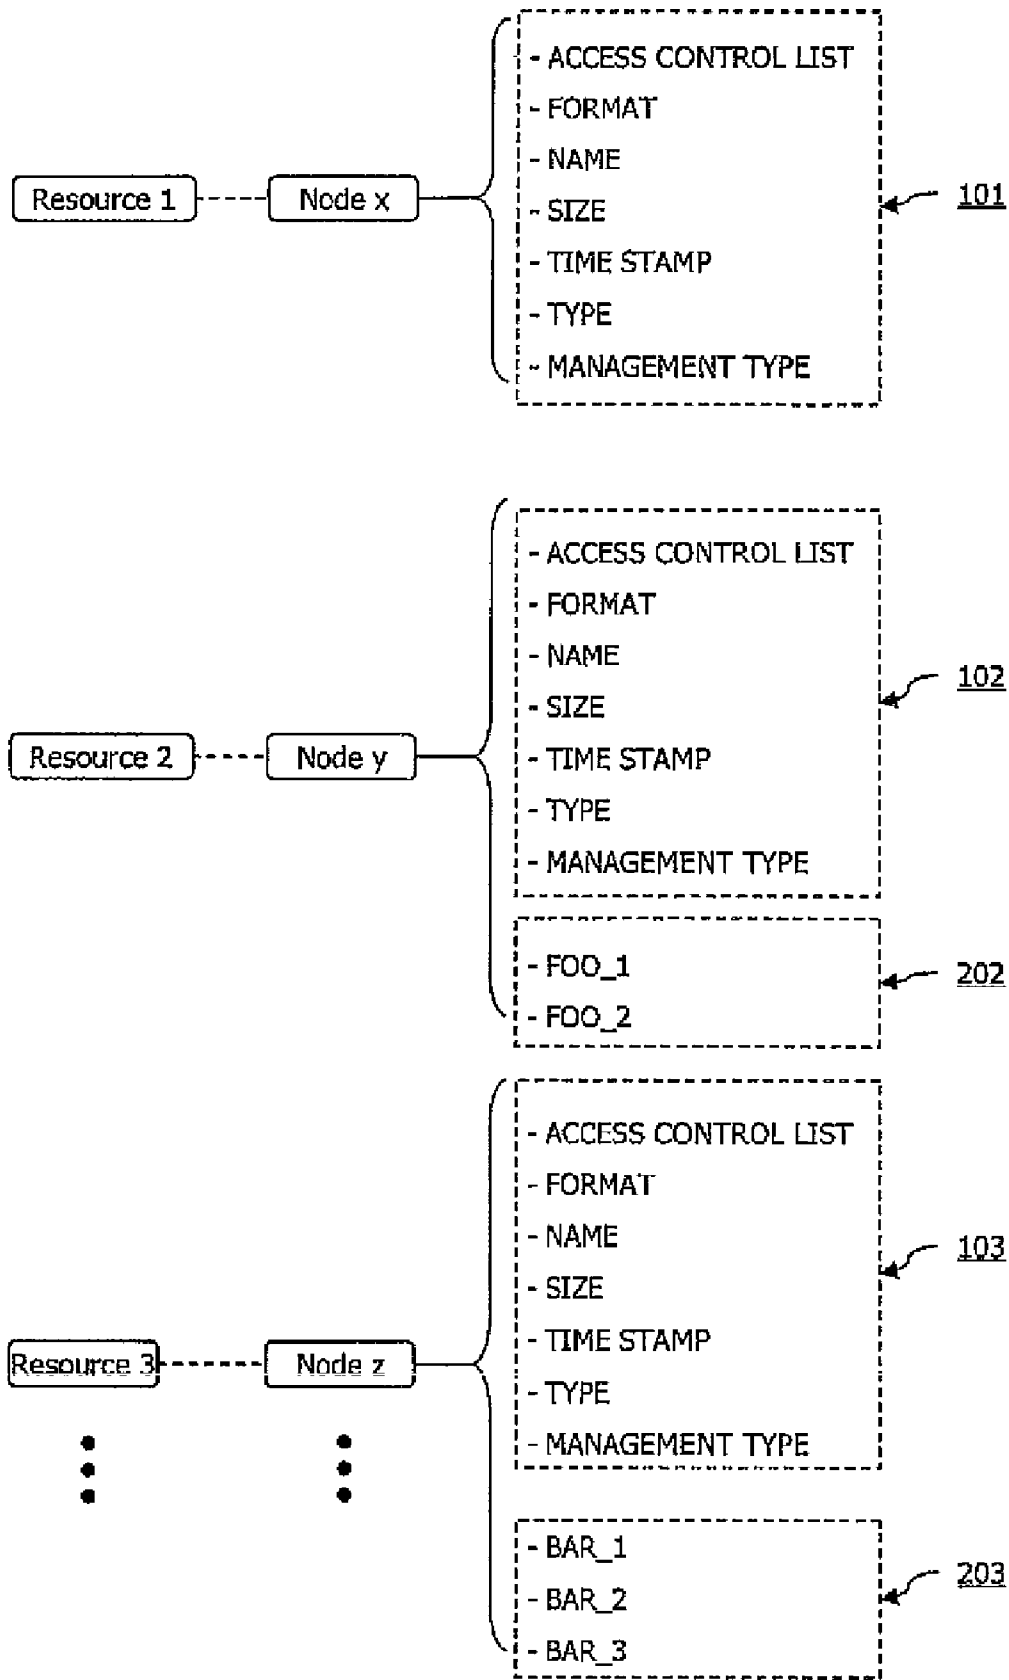 - ACCESS CONTROL LIST
- FORMAT
- NAME
Resource 1
Node x
- SIZE
101
- TIME STAMP
- TYPE
- MANAGEMENT TYPE
- ACCESS CONTROL LIST
- FORMAT
- NAME
102
- SIZE
Resource 2
Node y
- TIME STAMP
- TYPE
- MANAGEMENT TYPE
- FOO_1
202
- FOO_2
- ACCESS CONTROL LIST
- FORMAT
- NAME
103
- SIZE
- TIME STAMP
Resource 3
Node z
- TYPE
- MANAGEMENT TYPE
- BAR_1
203
- BAR_2
- BAR_3